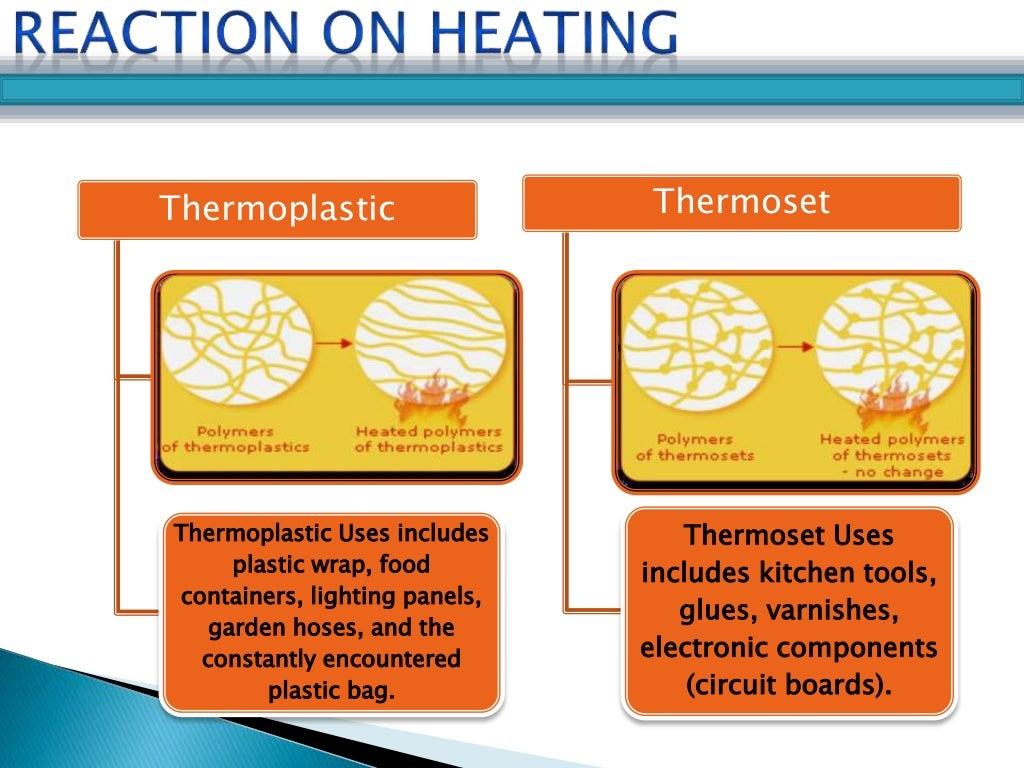 REACTION ON HEATING
Thermoplastic
Polymers
of thermoplastics
Heated polymers
of thermoplastics
Thermoplastic Uses includes
plastic wrap, food
containers, lighting panels,
garden hoses, and the
constantly encountered
plastic bag.
Thermoset
Polymers
of thermosets
Heated polymers
of thermosets
- no change
Thermoset Uses
includes kitchen tools,
glues, varnishes,
electronic components
(circuit boards).